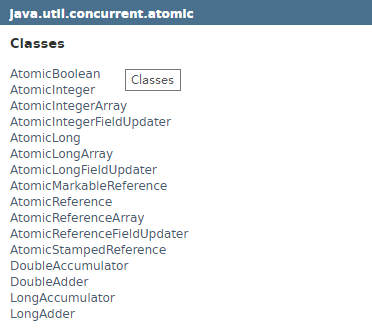 java.util.concurrent.atomic
Classes
AtomicBoolean
Classes
AtomicInteger
AtomicIntegerArray
AtomicIntegerFieldUpdater
AtomicLong
AtomicLongArray
AtomicLongFieldUpdater
AtomicMarkableReference
AtomicReference
AtomicReferenceArray
AtomicReferenceFieldUpdater
AtomicStampedReference
DoubleAccumulator
DoubleAdder
LongAccumulator
LongAdder